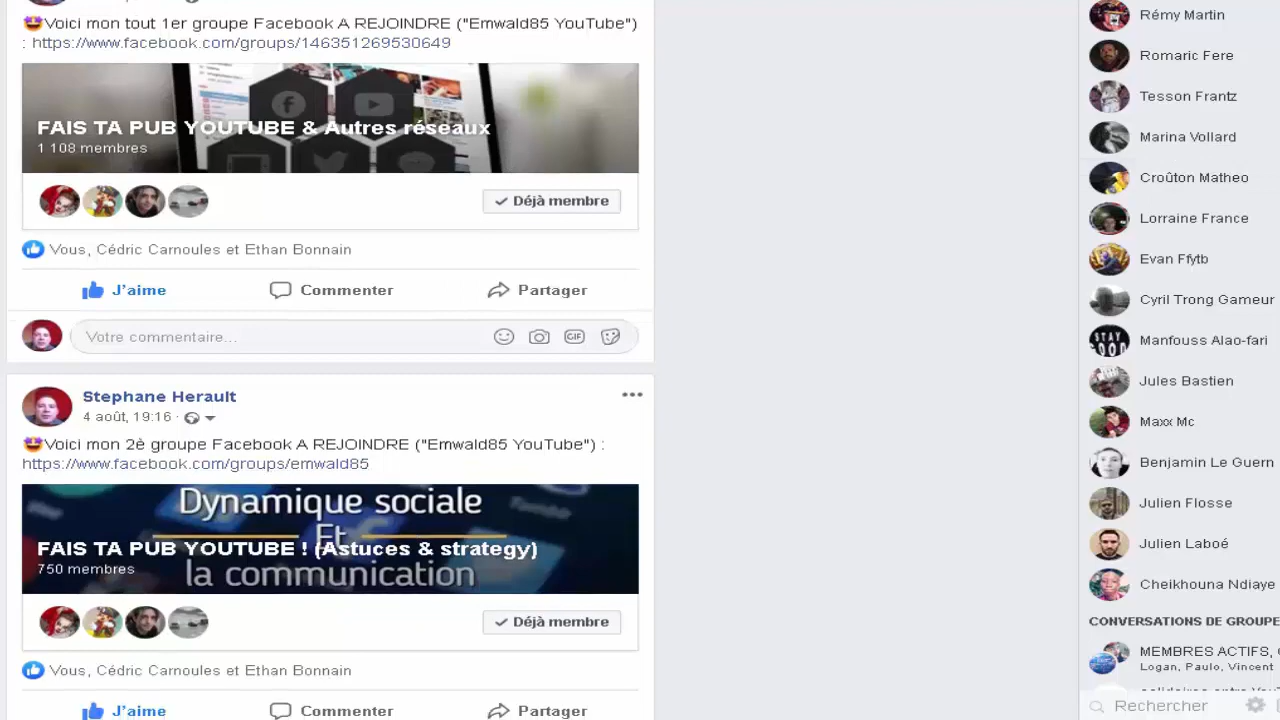 🤩Voici mon tout 1er groupe Facebook A REJOINDRE ("Emwald85 YouTube")
: https://www.facebook.com/groups/146351269530649
FAIS TA PUB YOUTUBE & Autres réseaux
1 108 membres
Déjà membre
Vous, Cédric Carnoules et Ethan Bonnain
J'aime Commenter Partager
Votre commentaire...
GIF
Stephane Herault
4 août, 19:16 ·
🤩Voici mon 2è groupe Facebook A REJOINDRE ("Emwald85 YouTube") :
https://www.facebook.com/groups/emwald85
Dynamique sociale
Et
FAIS TA PUB YOUTUBE ! (Astuces & strategy)
750 membres
la communication
Déjà membre
Vous, Cédric Carnoules et Ethan Bonnain
J'aime Commenter Partager
Rémy Martin
Romaric Fere
Tesson Frantz
Marina Vollard
Croûton Matheo
Lorraine France
Evan Ffytb
Cyril Trong Gameur
STAY
GOOD
Manfouss Alao-fari
Jules Bastien
Maxx Mc
Benjamin Le Guern
Julien Flosse
Julien Laboé
Cheikhouna Ndiaye
CONVERSATIONS DE GROUPE
MEMBRES ACTIFS,
Logan, Paulo, Vincent
Rechercher